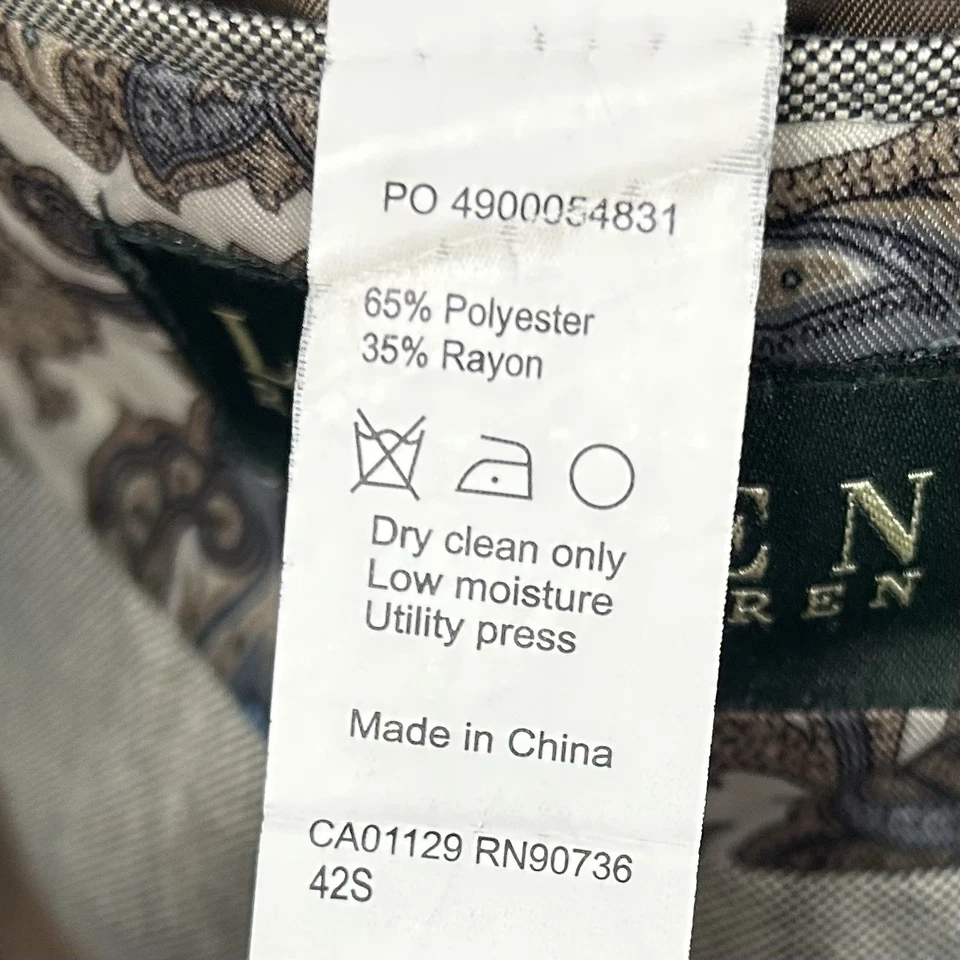 PO 4900054831
65% Polyester
35% Rayon
Dry clean only
Low moisture
Utility press
Made in China
CA01129 RN90736
42S